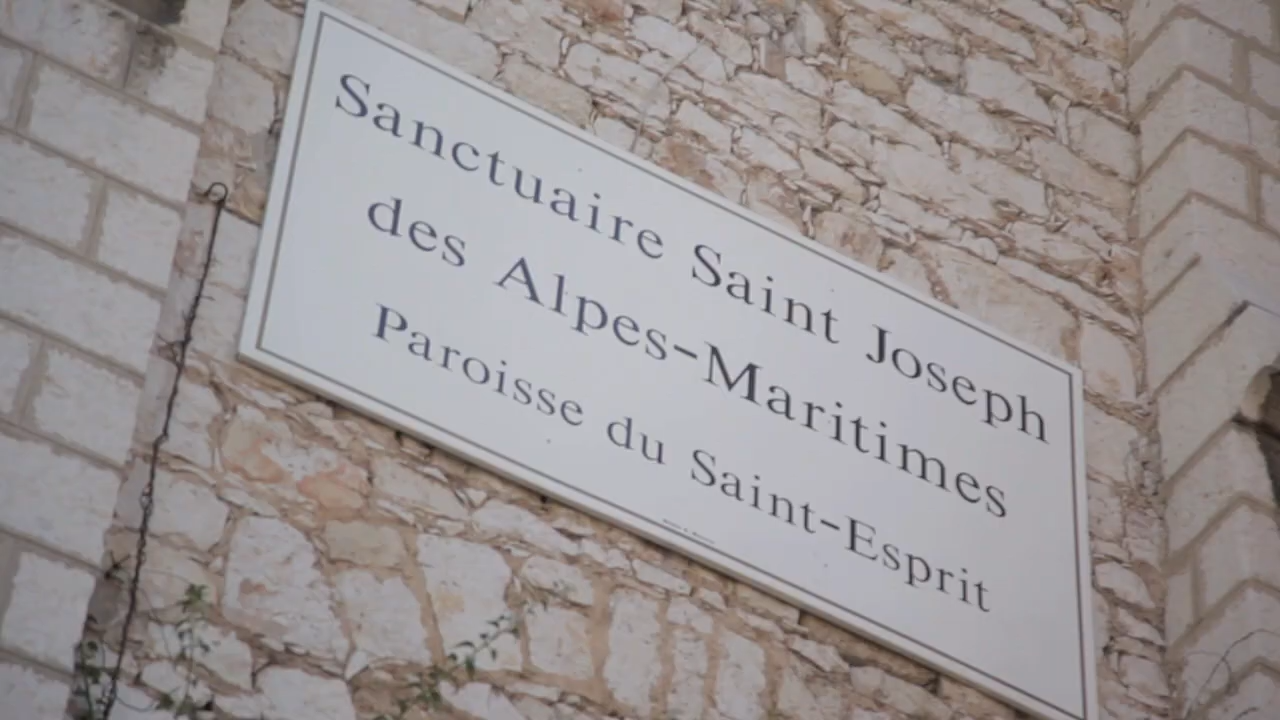 Sanctuaire Saint Joseph
des Alpes-Maritimes
Paroisse du Saint-Esprit